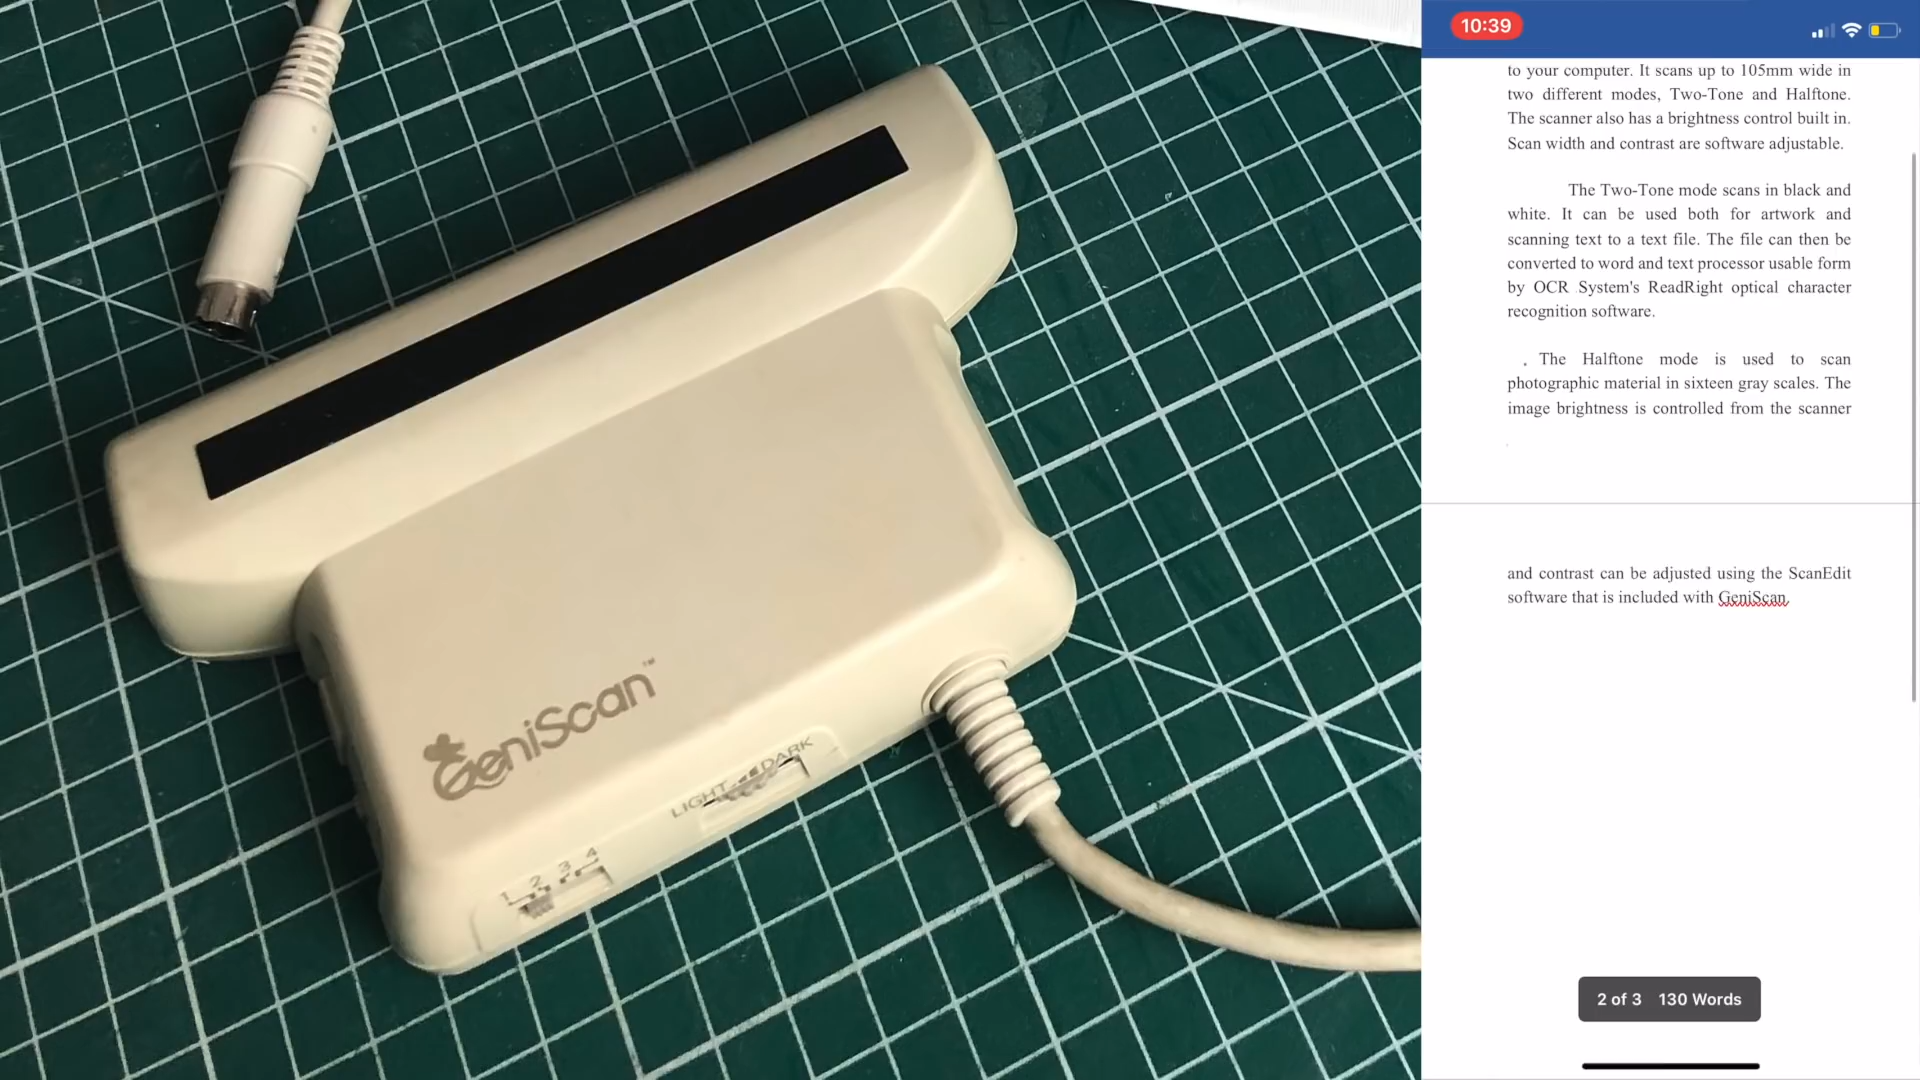 GeniScan™
LIGHT DARK
1 2 3 4
10:39
to your computer. It scans up to 105mm wide in
two different modes, Two-Tone and Halftone.
The scanner also has a brightness control built in.
Scan width and contrast are software adjustable.
The Two-Tone mode scans in black and
white. It can be used both for artwork and
scanning text to a text file. The file can then be
converted to word and text processor usable form
by OCR System's ReadRight optical character
recognition software.
. The Halftone mode is used to scan
photographic material in sixteen gray scales. The
image brightness is controlled from the scanner
and contrast can be adjusted using the ScanEdit
software that is included with GeniScan.
2 of 3 130 Words